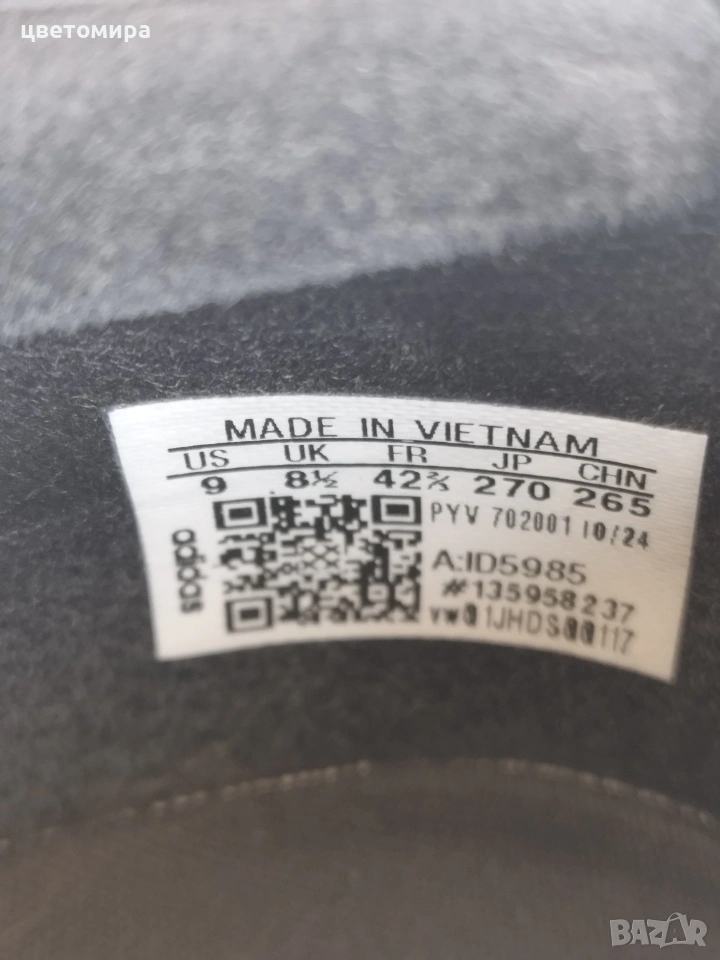 цветомира
MADE IN VIETNAM
US UK FR JP CHN
9 8½ 42⅔ 270 265
adidas
PYV 702001 10/24
A:ID5985
#135958237
BAZAR